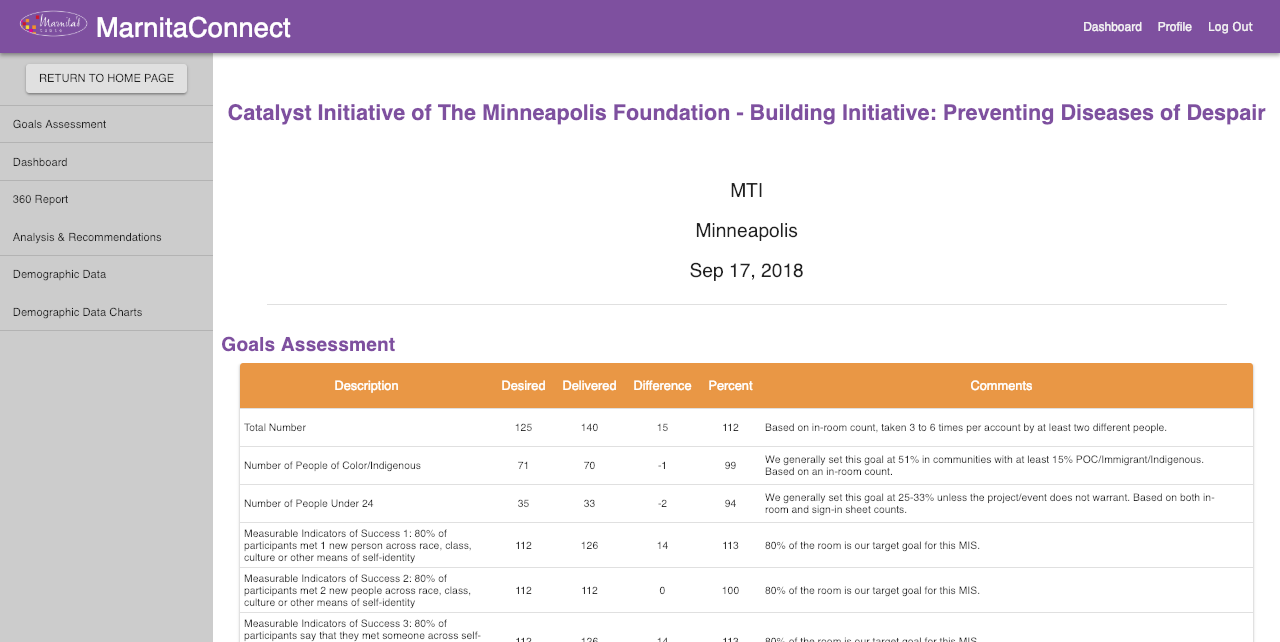 Marnita's
TABLE
MarnitaConnect
Dashboard Profile Log Out
RETURN TO HOME PAGE
Goals Assessment
Dashboard
360 Report
Analysis & Recommendations
Demographic Data
Demographic Data Charts
Catalyst Initiative of The Minneapolis Foundation - Building Initiative: Preventing Diseases of Despair
MTI
Minneapolis
Sep 17, 2018
Goals Assessment
Description Desired Delivered Difference Percent Comments
Total Number 125 140 15 112 Based on in-room count, taken 3 to 6 times per account by at least two different people.
Number of People of Color/Indigenous 71 70 -1 99 We generally set this goal at 51% in communities with at least 15% POC/Immigrant/Indigenous.
Based on an in-room count.
Number of People Under 24 35 33 -2 94 We generally set this goal at 25-33% unless the project/event does not warrant. Based on both in-
room and sign-in sheet counts.
Measurable Indicators of Success 1: 80% of
participants met 1 new person across race, class,
culture or other means of self-identity
112 126 14 113 80% of the room is our target goal for this MIS.
Measurable Indicators of Success 2: 80% of
participants met 2 new people across race, class,
culture or other means of self-identity
112 112 0 100 80% of the room is our target goal for this MIS.
Measurable Indicators of Success 3: 80% of
participants say that they met someone across self-
112 126 14 113 80% of the room is our target goal for this MIS.